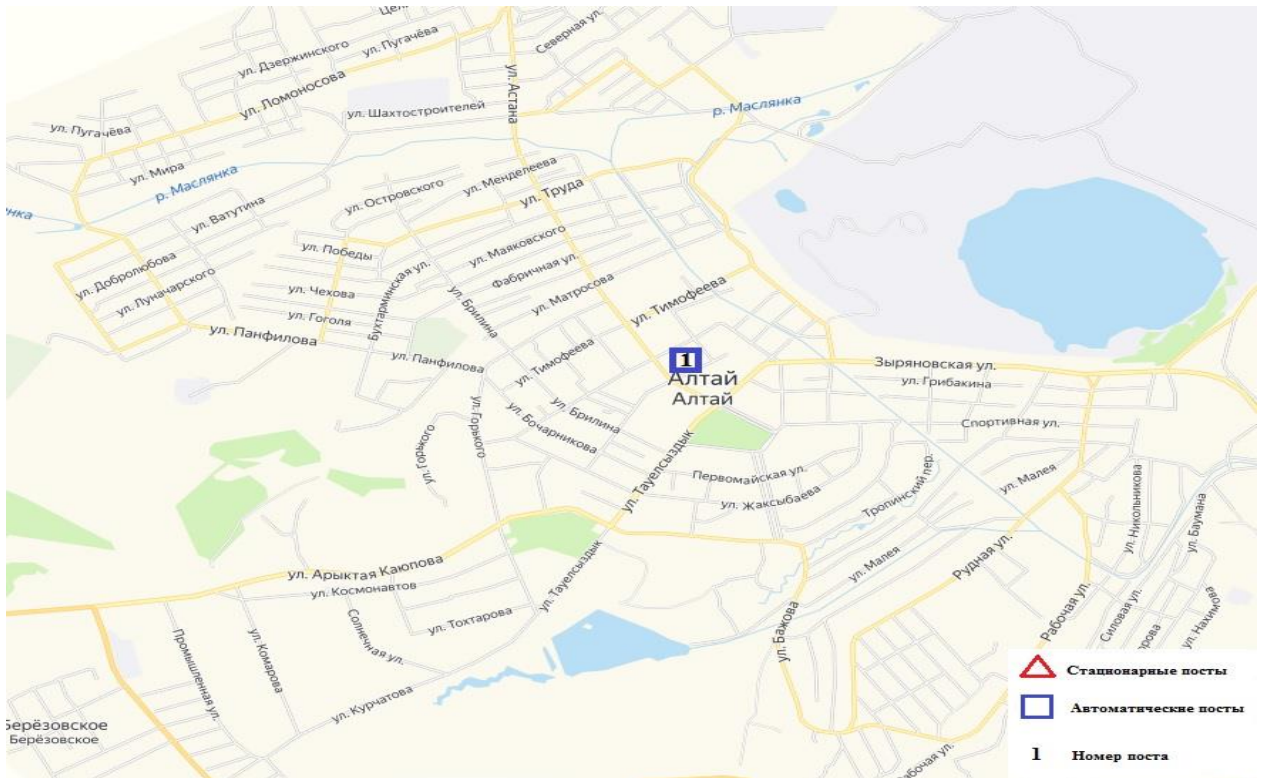 Северная ул.
ул. Пугачёва
ул. Дзержинского
ул. Астана
ул. Ломоносова
ул. Шахтостроителей
р. Маслянка
ул. Пугачёва
ул. Мира
р. Маслянка
ул. Менделеева
ул. Труда
ул. Островского
ул. Ватутина
ул. Победы
ул. Маяковского
Фабричная ул.
ул. Добролюбова
ул. Луначарского
ул. Чехова
Бухтарминская ул.
ул. Брилина
ул. Матросова
ул. Тимофеева
ул. Гоголя
ул. Панфилова
ул. Панфилова
ул. Тимофеева
1
Алтай
Алтай
Зыряновская ул.
ул. Грибакина
ул. Горького
ул. Горького
ул. Брилина
ул. Бочарникова
Спортивная ул.
ул. Тауелсыздык
Первомайская ул.
ул. Жаксыбаева
Тропинский пер.
ул. Малея
ул. Никольникова
ул. Баумана
ул. Арыктая Каюпова
ул. Космонавтов
ул. Тауелсыздык
ул. Малея
Рудная ул.
ул. Тохтарова
Солнечная ул.
ул. Комарова
Промышленная ул.
ул. Бажова
Рабочая ул.
Силовая ул.
ул. Нахимова
ул. Курчатова
Берёзовское
Берёзовское
Рабочая ул.
Стационарные посты
Автоматические посты
1 Номер поста